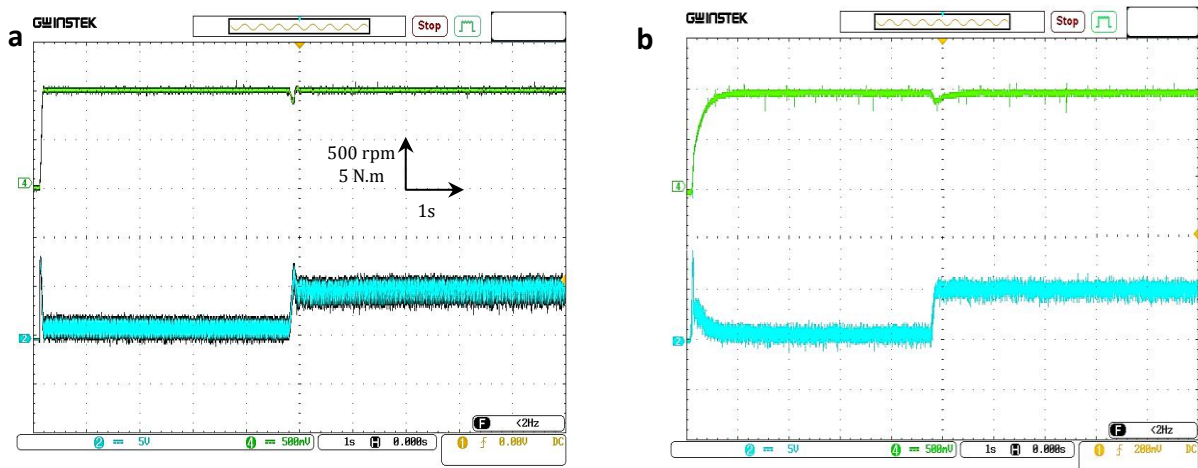 a
GWINSTEK
Stop
4
500 rpm
5 N.m
1s
2
F <2Hz
2 5V 4 500mV 1s H 0.000s 1 0.00V DC
b
GWINSTEK
Stop
4
2
F <2Hz
2 5V 4 500mV 1s H 0.000s 1 200mV DC